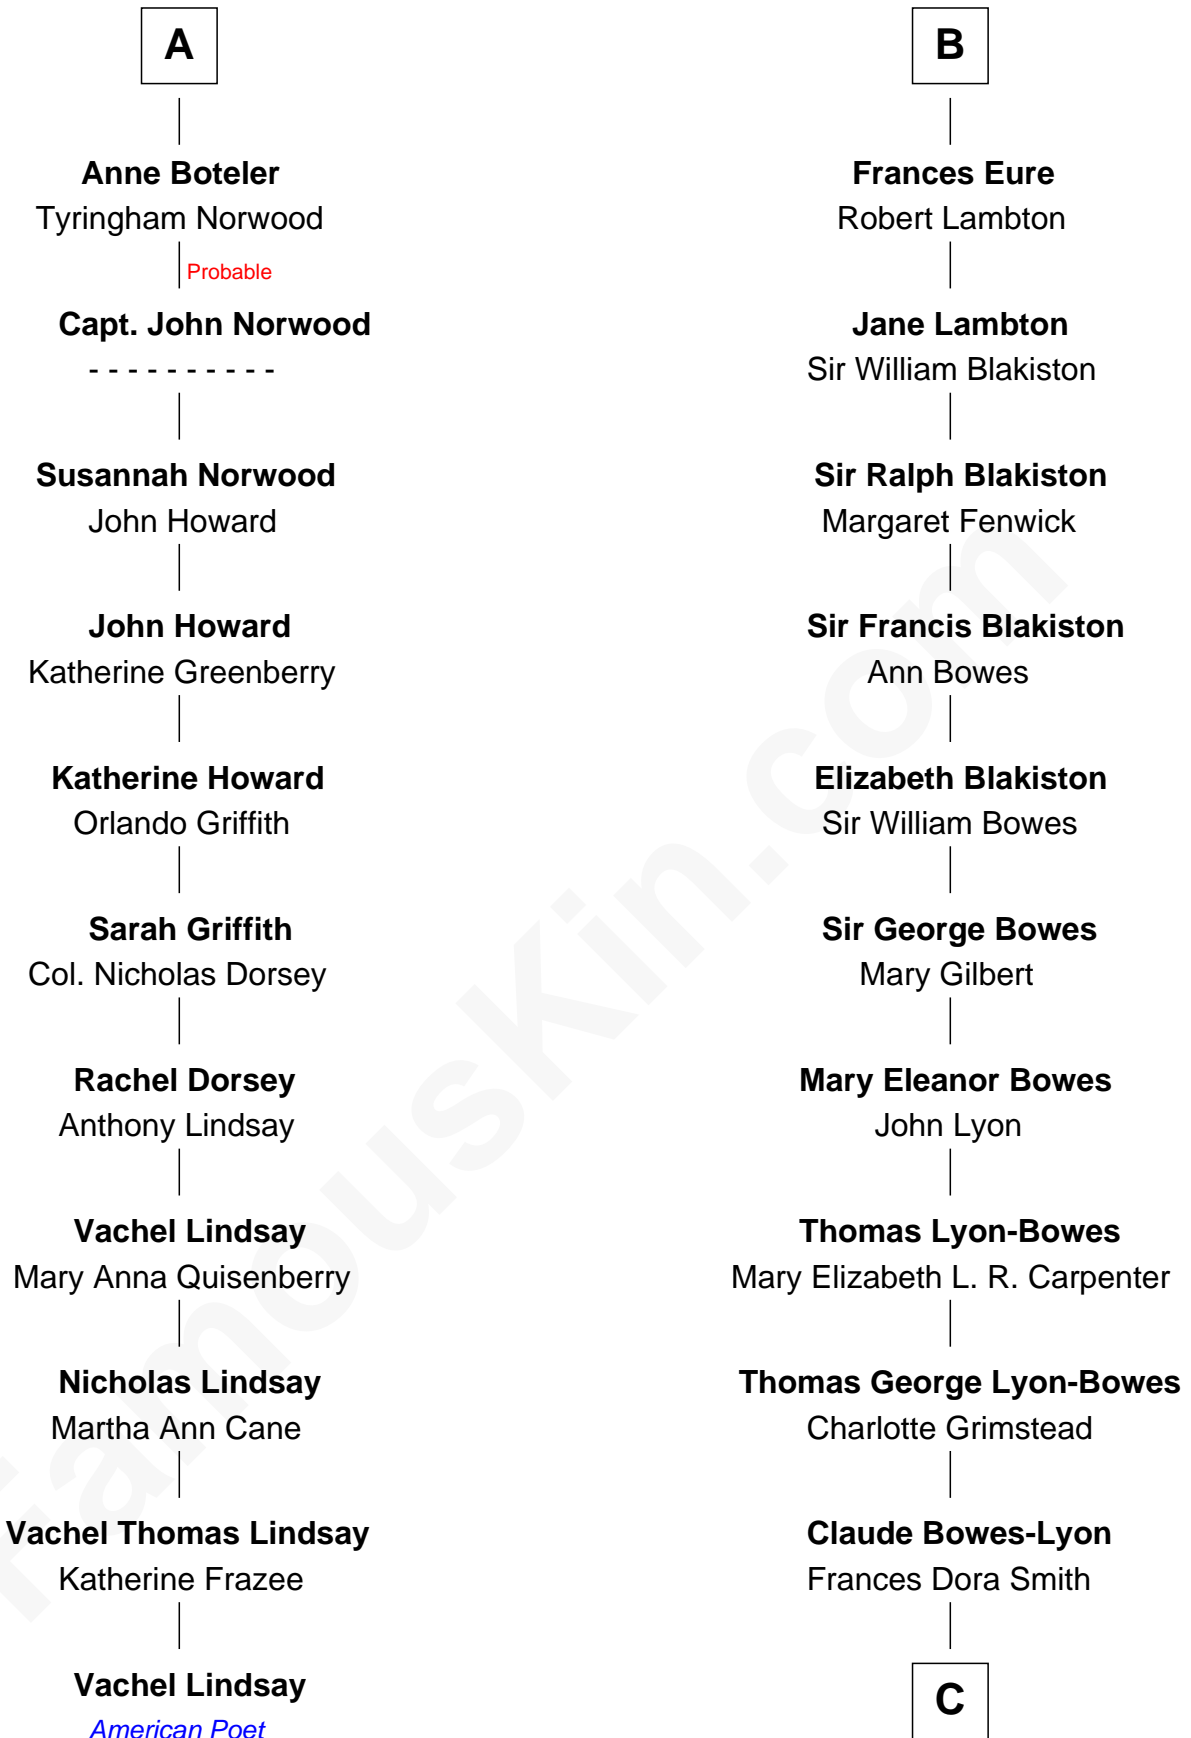 A
Anne Boteler
Tyringham Norwood
Probable
Capt. John Norwood
- - - - - - - - - -
Susannah Norwood
John Howard
John Howard
Katherine Greenberry
Katherine Howard
Orlando Griffith
Sarah Griffith
Col. Nicholas Dorsey
Rachel Dorsey
Anthony Lindsay
Vachel Lindsay
Mary Anna Quisenberry
Nicholas Lindsay
Martha Ann Cane
Vachel Thomas Lindsay
Katherine Frazee
Vachel Lindsay
American Poet
B
Frances Eure
Robert Lambton
Jane Lambton
Sir William Blakiston
Sir Ralph Blakiston
Margaret Fenwick
Sir Francis Blakiston
Ann Bowes
Elizabeth Blakiston
Sir William Bowes
Sir George Bowes
Mary Gilbert
Mary Eleanor Bowes
John Lyon
Thomas Lyon-Bowes
Mary Elizabeth L. R. Carpenter
Thomas George Lyon-Bowes
Charlotte Grimstead
Claude Bowes-Lyon
Frances Dora Smith
C
FamousKin.com